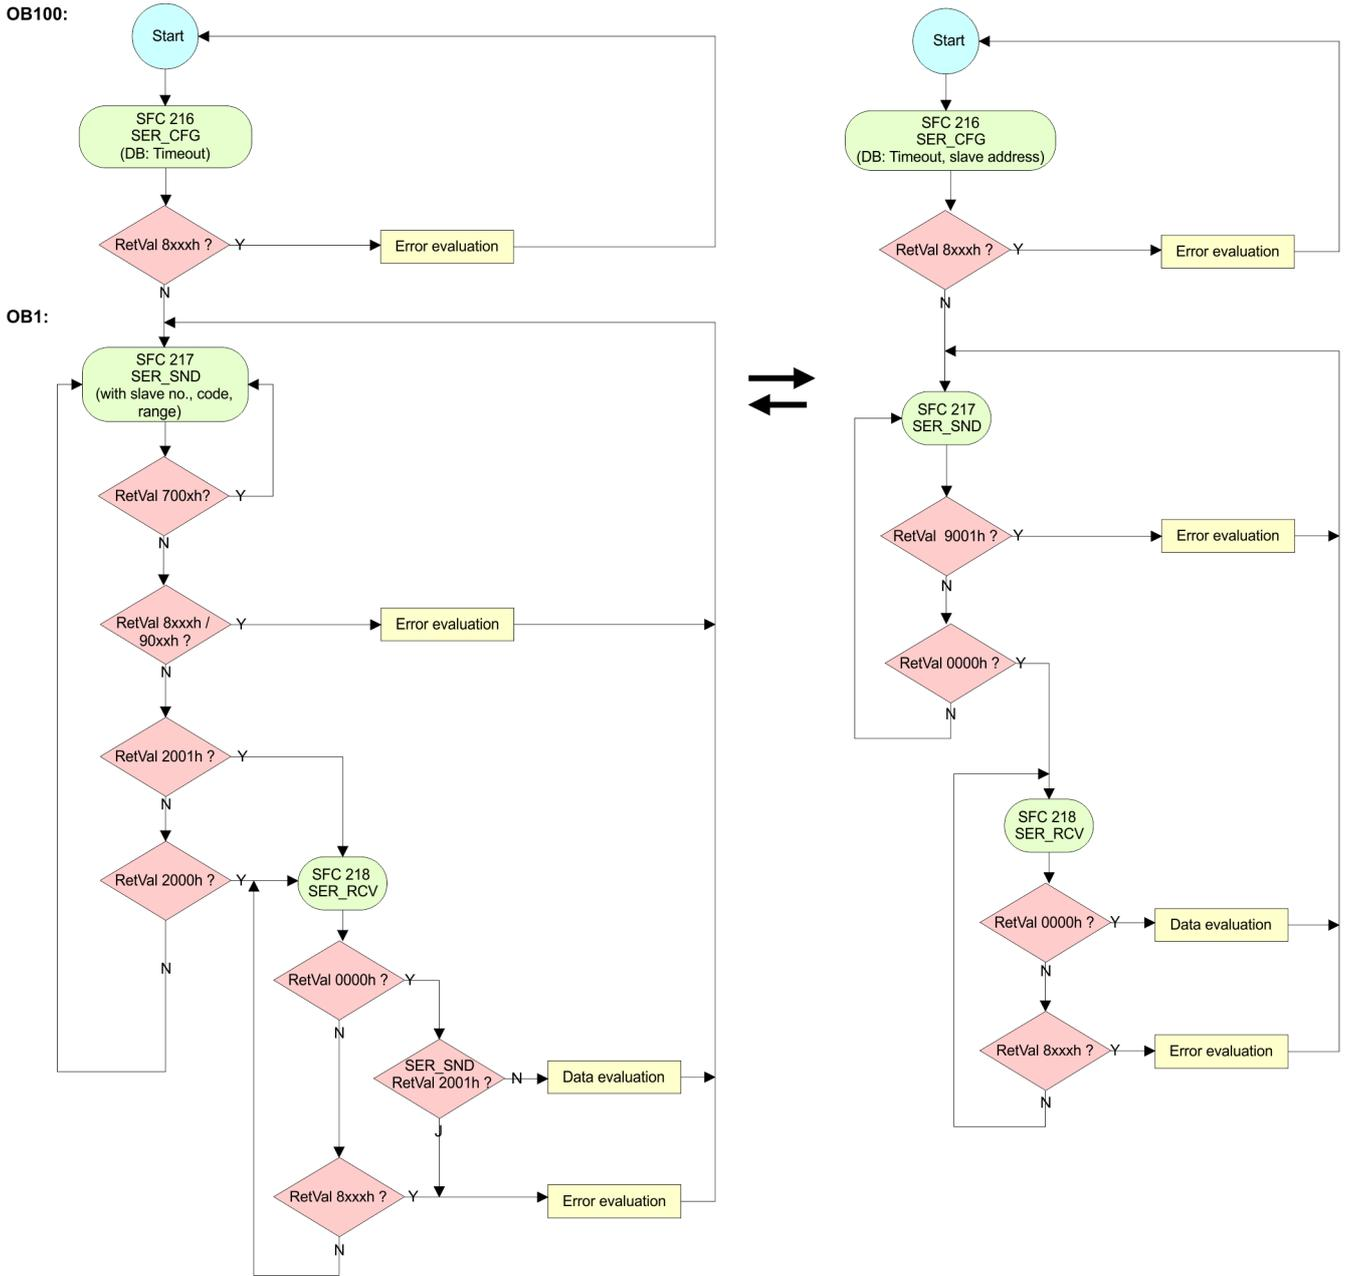 OB100:
Start
SFC 216
SER_CFG
(DB: Timeout)
RetVal 8xxxh ?
Y
Error evaluation
N
OB1:
SFC 217
SER_SND
(with slave no., code,
range)
RetVal 700xh?
Y
N
RetVal 8xxxh /
90xxh ?
Y
Error evaluation
N
RetVal 2001h ?
Y
N
RetVal 2000h ?
Y
N
SFC 218
SER_RCV
RetVal 0000h ?
Y
N
SER_SND
RetVal 2001h ?
N
Data evaluation
J
RetVal 8xxxh ?
Y
Error evaluation
N
Start
SFC 216
SER_CFG
(DB: Timeout, slave address)
RetVal 8xxxh ?
Y
Error evaluation
N
SFC 217
SER_SND
RetVal 9001h ?
Y
Error evaluation
N
RetVal 0000h ?
Y
N
SFC 218
SER_RCV
RetVal 0000h ?
Y
Data evaluation
N
RetVal 8xxxh ?
Y
Error evaluation
N